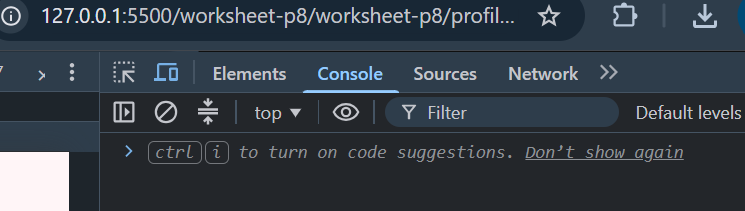 127.0.0.1:5500/worksheet-p8/worksheet-p8/profil...
Elements Console Sources Network
top Filter Default levels
ctrl i to turn on code suggestions. Don't show again